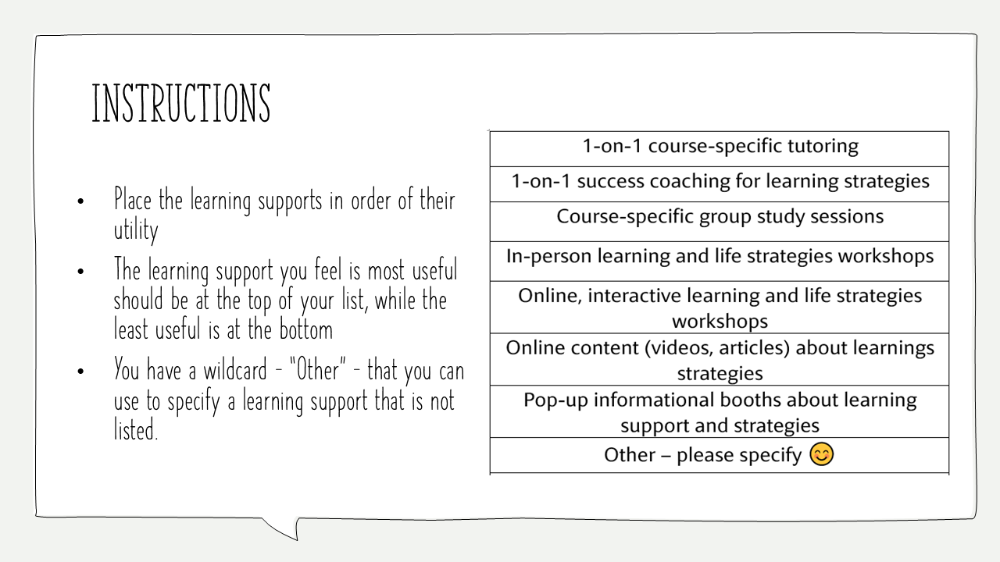 INSTRUCTIONS
• Place the learning supports in order of their
utility
• The learning support you feel is most useful
should be at the top of your list, while the
least useful is at the bottom
• You have a wildcard - "Other" - that you can
use to specify a learning support that is not
listed.
1-on-1 course-specific tutoring
1-on-1 success coaching for learning strategies
Course-specific group study sessions
In-person learning and life strategies workshops
Online, interactive learning and life strategies
workshops
Online content (videos, articles) about learnings
strategies
Pop-up informational booths about learning
support and strategies
Other – please specify 😊